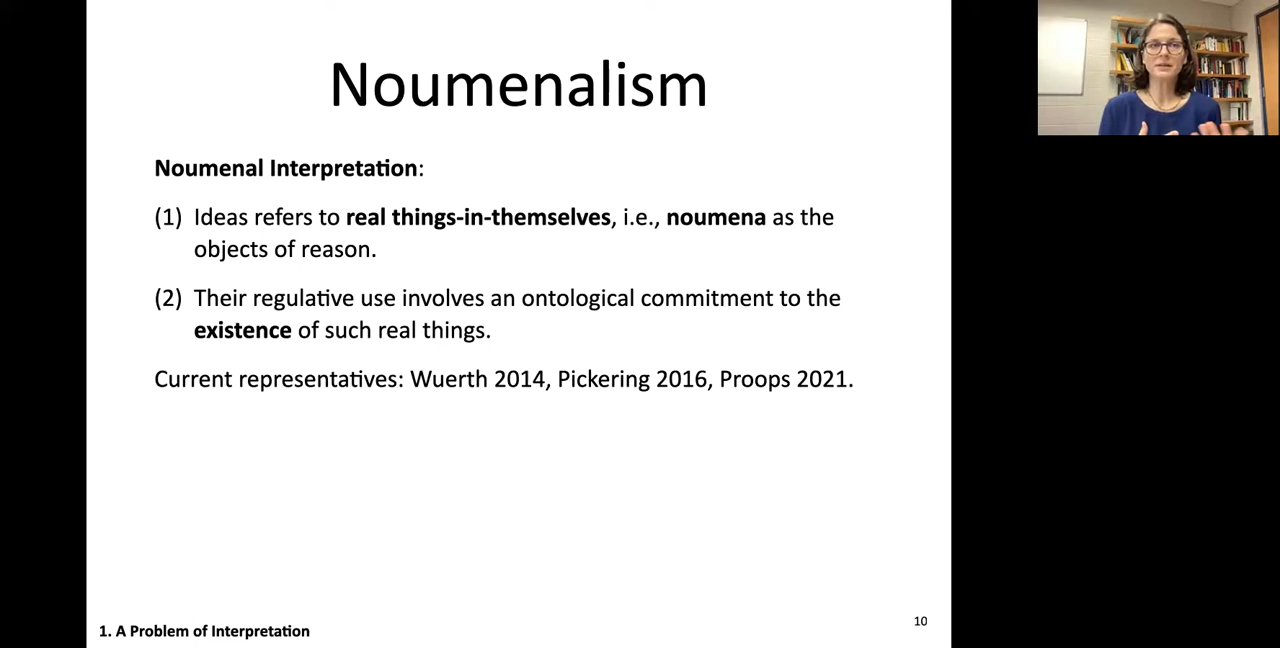 Noumenalism
Noumenal Interpretation:
(1) Ideas refers to real things-in-themselves, i.e., noumena as the
objects of reason.
(2) Their regulative use involves an ontological commitment to the
existence of such real things.
Current representatives: Wuerth 2014, Pickering 2016, Proops 2021.
1. A Problem of Interpretation
10